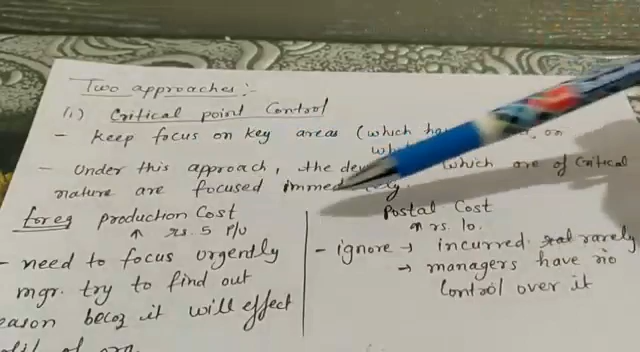 Two approaches:-
(i) Critical point Control
- Keep focus on key areas (which on
- Under this approach, the which are of Critical
nature are focused
foreg production Cost
↑ rs. 5 P/U
- need to focus urgently
mgr. try to find out
eason becoz it will effect
Postal Cost
↑ rs. 10.
- ignore → incurred rarely
→ managers have no
Control over it